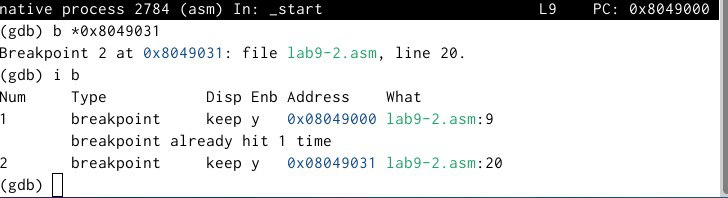 native process 2784 (asm) In: _start L9 PC: 0x8049000
(gdb) b *0x8049031
Breakpoint 2 at 0x8049031: file lab9-2.asm, line 20.
(gdb) i b
Num Type Disp Enb Address What
1 breakpoint keep y 0x08049000 lab9-2.asm:9
breakpoint already hit 1 time
2 breakpoint keep y 0x08049031 lab9-2.asm:20
(gdb)